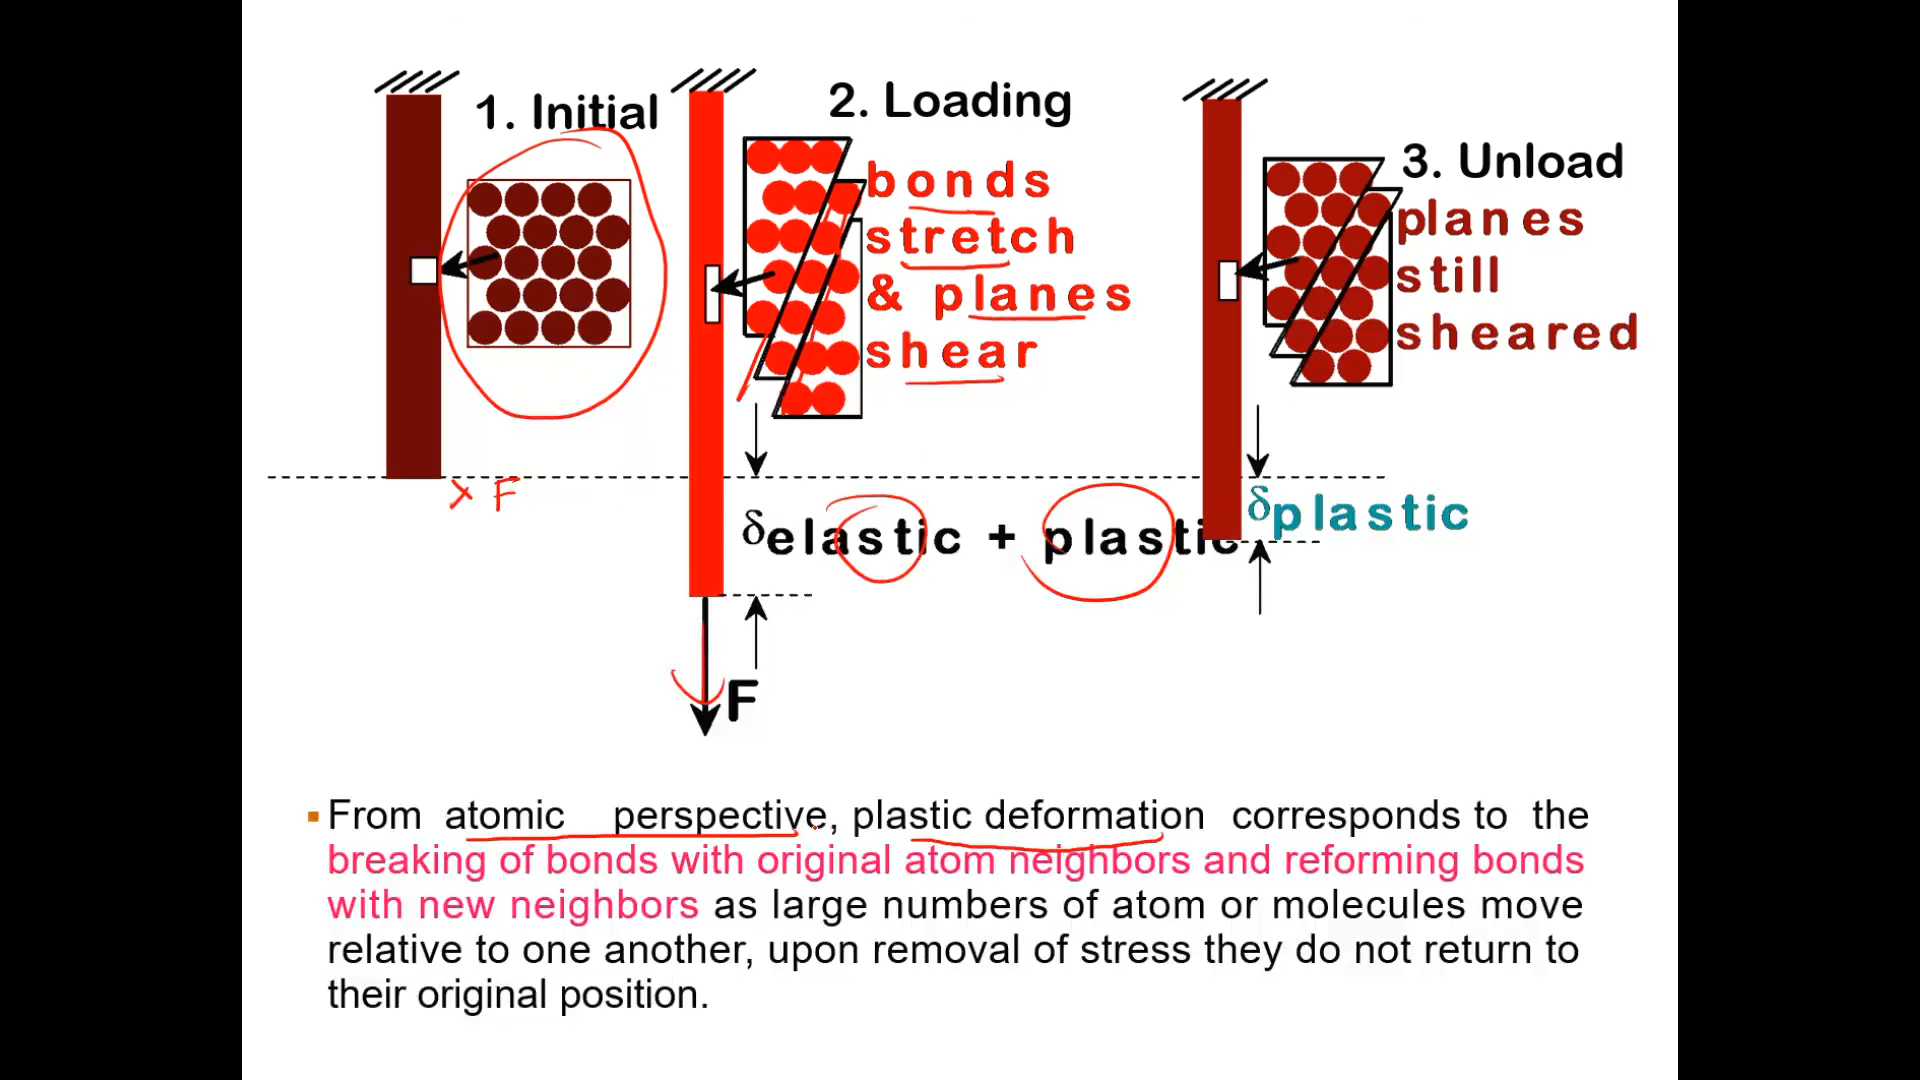 1. Initial
× F
2. Loading
bonds
stretch
& planes
shear
δelastic + plastic
F
3. Unload
planes
still
sheared
δplastic
▪From atomic perspective, plastic deformation corresponds to the
breaking of bonds with original atom neighbors and reforming bonds
with new neighbors as large numbers of atom or molecules move
relative to one another, upon removal of stress they do not return to
their original position.